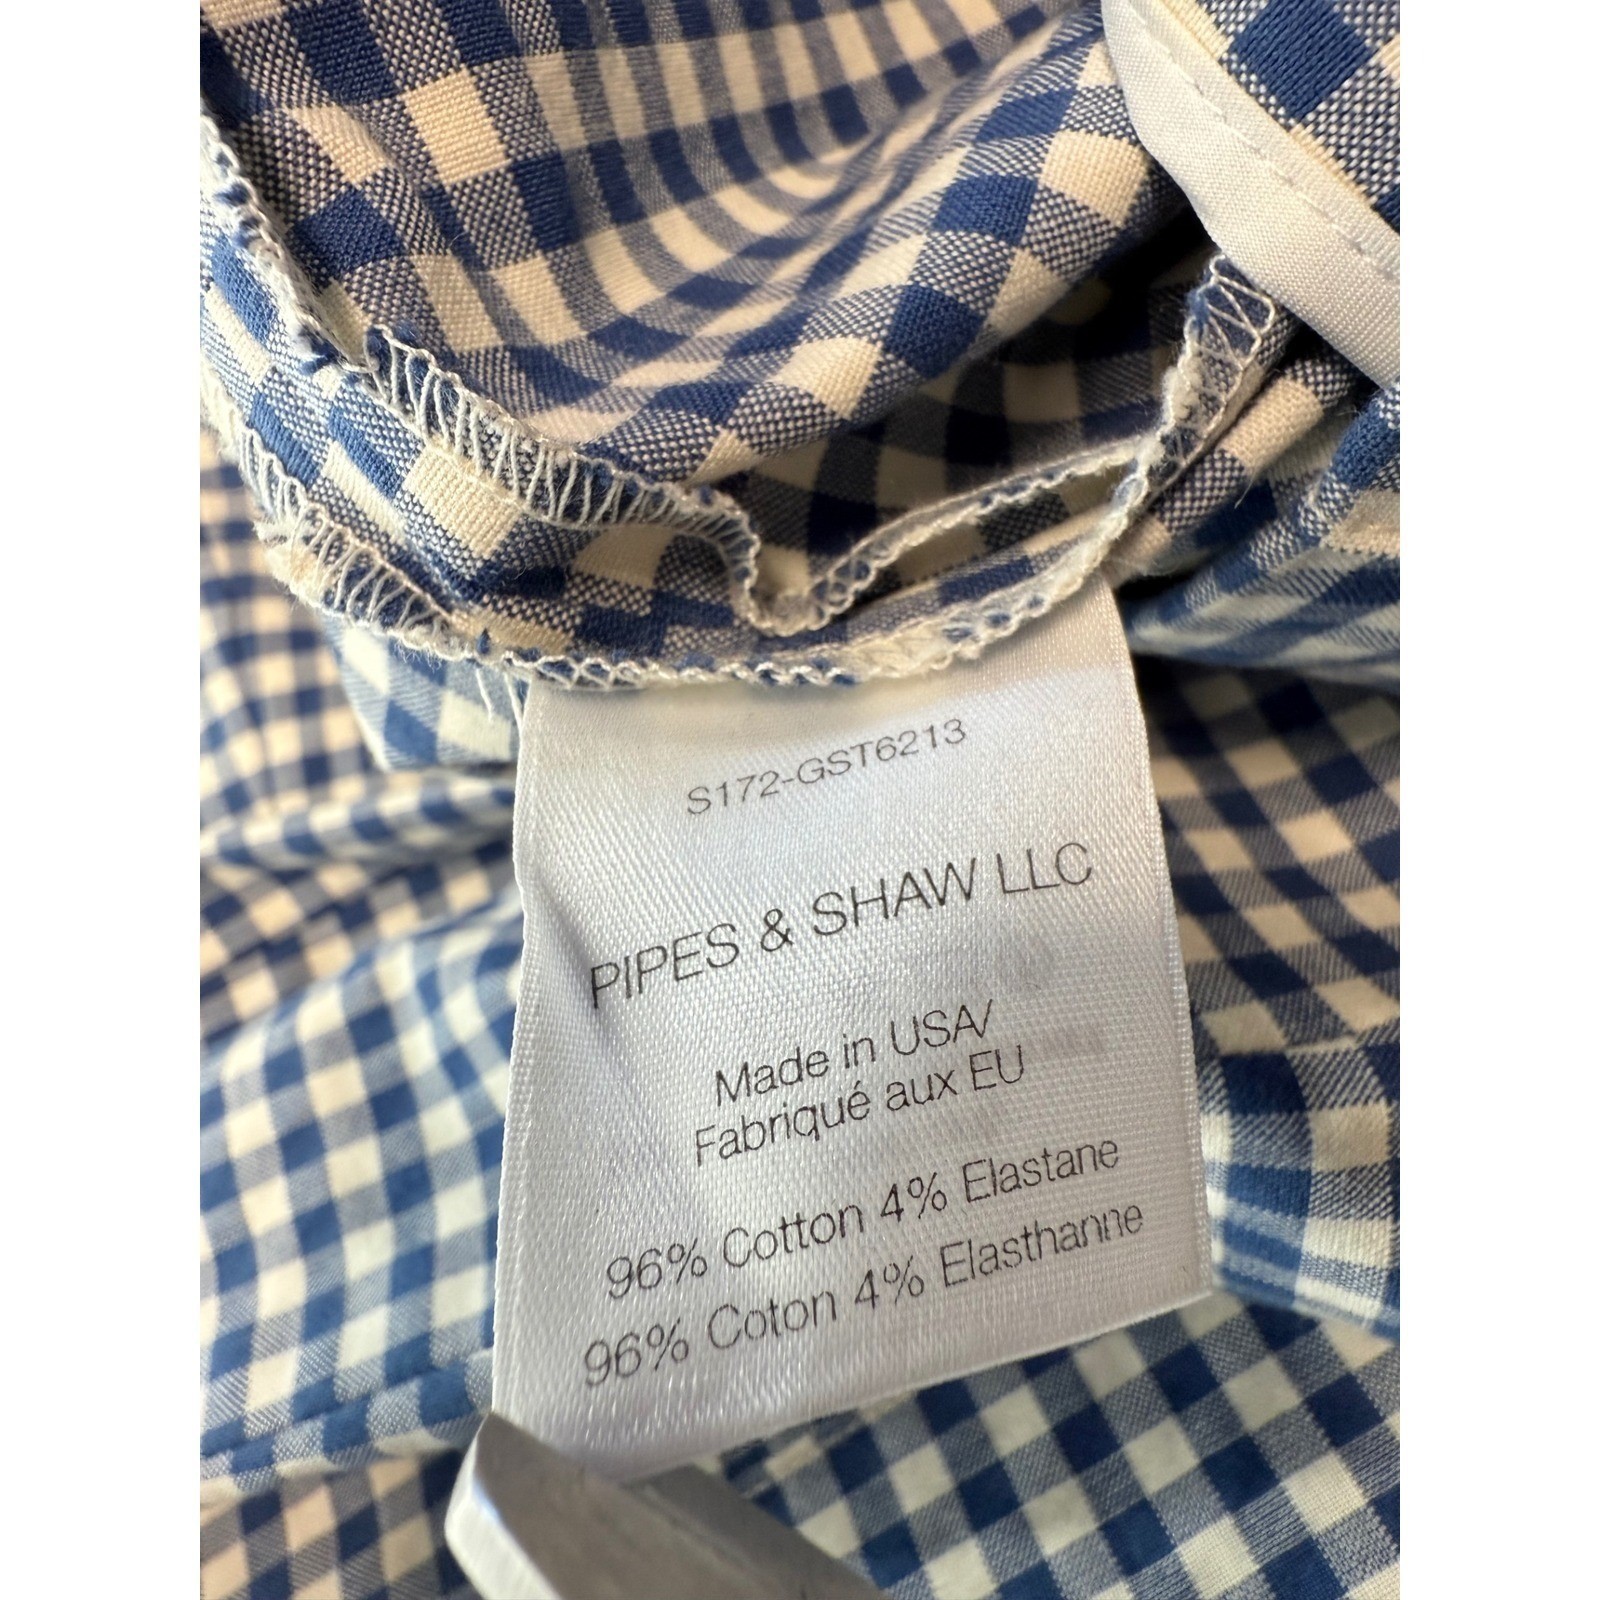 S172-GST6213
PIPES & SHAW LLC
Made in USA/
Fabriqué aux EU
96% Cotton 4% Elastane
96% Coton 4% Elasthanne